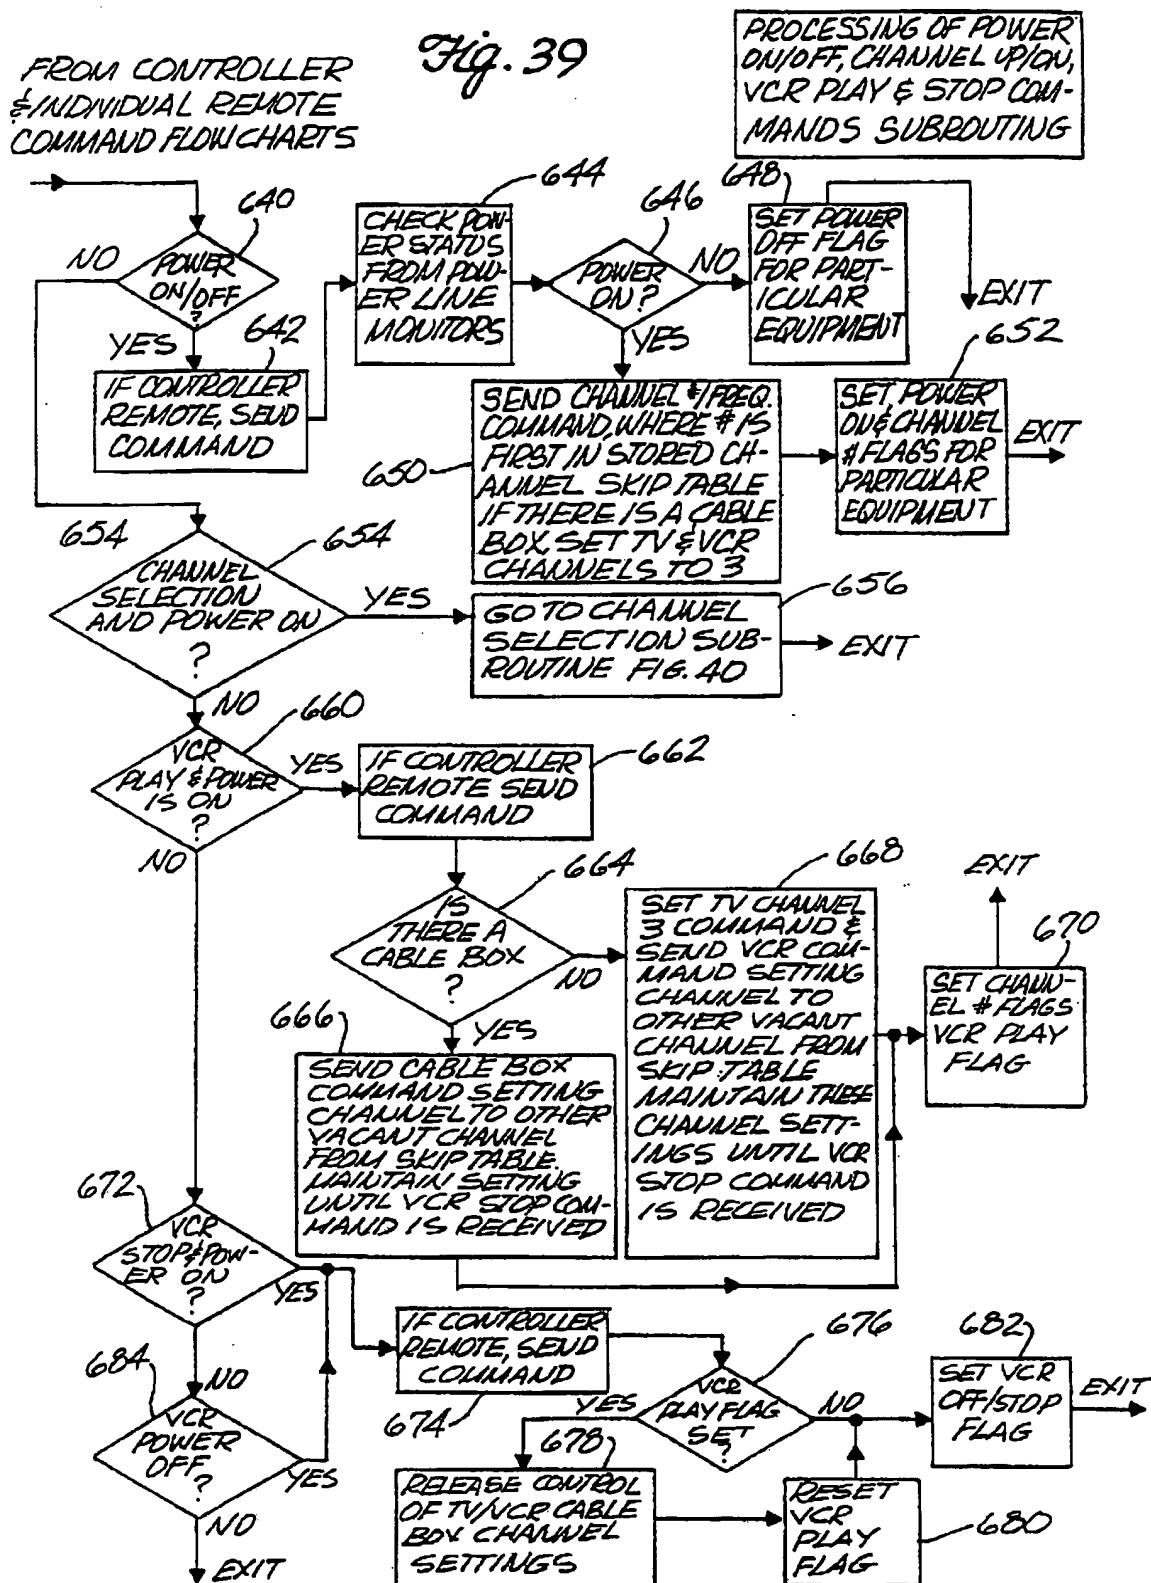 Fig. 39
PROCESSING OF POWER
ON/OFF, CHANNEL UP/ON,
VCR PLAY & STOP COM-
MANDS SUBROUTING
FROM CONTROLLER
& INDIVIDUAL REMOTE
COMMAND FLOW CHARTS
640
POWER
ON/OFF
?
NO
YES
642
IF CONTROLLER
REMOTE, SEND
COMMAND
644
CHECK POW-
ER STATUS
FROM POW-
ER LINE
MONITORS
646
POWER
ON?
NO
YES
648
SET POWER
OFF FLAG
FOR PART-
ICULAR
EQUIPMENT
EXIT
650
SEND CHANNEL #/FREQ.
COMMAND, WHERE # IS
FIRST IN STORED CH-
ANNEL SKIP TABLE
IF THERE IS A CABLE
BOX, SET TV & VCR
CHANNELS TO 3
652
SET POWER
ON & CHANNEL
# FLAGS FOR
PARTICULAR
EQUIPMENT
EXIT
654
654
CHANNEL
SELECTION
AND POWER ON
?
YES
NO
656
GO TO CHANNEL
SELECTION SUB-
ROUTINE FIG. 40
EXIT
660
VCR
PLAY & POWER
IS ON
?
YES
NO
662
IF CONTROLLER
REMOTE SEND
COMMAND
664
IS
THERE A
CABLE BOX
?
NO
YES
666
SEND CABLE BOX
COMMAND SETTING
CHANNEL TO OTHER
VACANT CHANNEL
FROM SKIP TABLE.
MAINTAIN SETTING
UNTIL VCR STOP COM-
MAND IS RECEIVED
668
SET TV CHANNEL
3 COMMAND &
SEND VCR COM-
MAND SETTING
CHANNEL TO
OTHER VACANT
CHANNEL FROM
SKIP TABLE
MAINTAIN THESE
CHANNEL SETT-
INGS UNTIL VCR
STOP COMMAND
IS RECEIVED
EXIT
670
SET CHANN-
EL # FLAGS
VCR PLAY
FLAG
672
VCR
STOP & POW-
ER ON
?
YES
NO
674
IF CONTROLLER
REMOTE, SEND
COMMAND
676
VCR
PLAY FLAG
SET
?
YES
NO
678
RELEASE CONTROL
OF TV/VCR CABLE
BOX CHANNEL
SETTINGS
680
RESET
VCR
PLAY
FLAG
682
SET VCR
OFF/STOP
FLAG
EXIT
684
VCR
POWER
OFF
?
YES
NO
EXIT